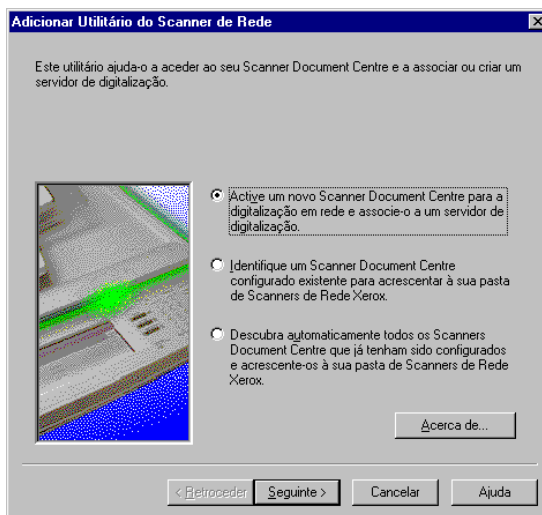 Adicionar Utilitário do Scanner de Rede
Este utilitário ajuda-o a aceder ao seu Scanner Document Centre e a associar ou criar um
servidor de digitalização.
Active um novo Scanner Document Centre para a
digitalização em rede e associe-o a um servidor de
digitalização.
Identifique um Scanner Document Centre
configurado existente para acrescentar à sua pasta
de Scanners de Rede Xerox.
Descubra automaticamente todos os Scanners
Document Centre que já tenham sido configurados
e acrescente-os à sua pasta de Scanners de Rede
Xerox.
Acerca de...
< Retroceder Seguinte > Cancelar Ajuda